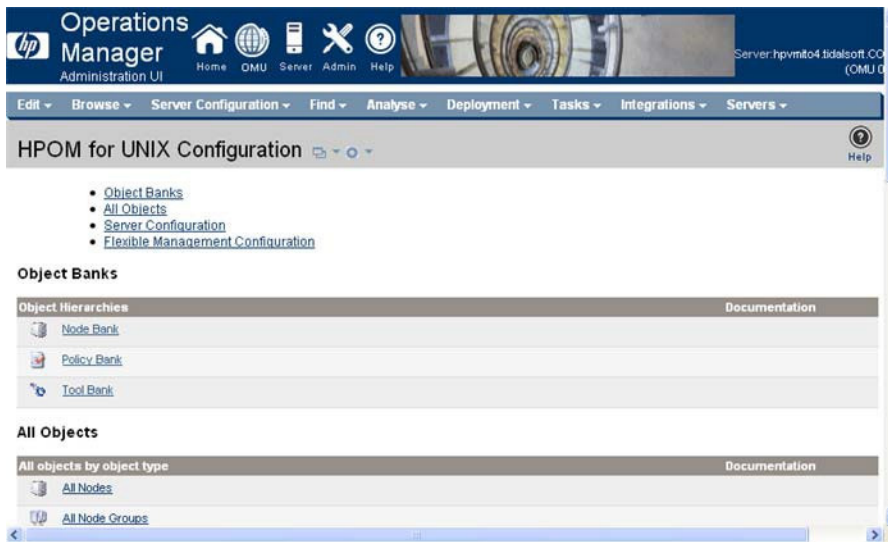 hp
Operations
Manager
Administration UI
Home OMU Server Admin Help
Server:hpvmito4.tidalsoft.CO
(OMU 0
Edit Browse Server Configuration Find Analyse Deployment Tasks Integrations Servers
HPOM for UNIX Configuration
Help
Object Banks
All Objects
Server Configuration
Flexible Management Configuration
Object Banks
Object Hierarchies Documentation
Node Bank
Policy Bank
Tool Bank
All Objects
All objects by object type Documentation
All Nodes
All Node Groups